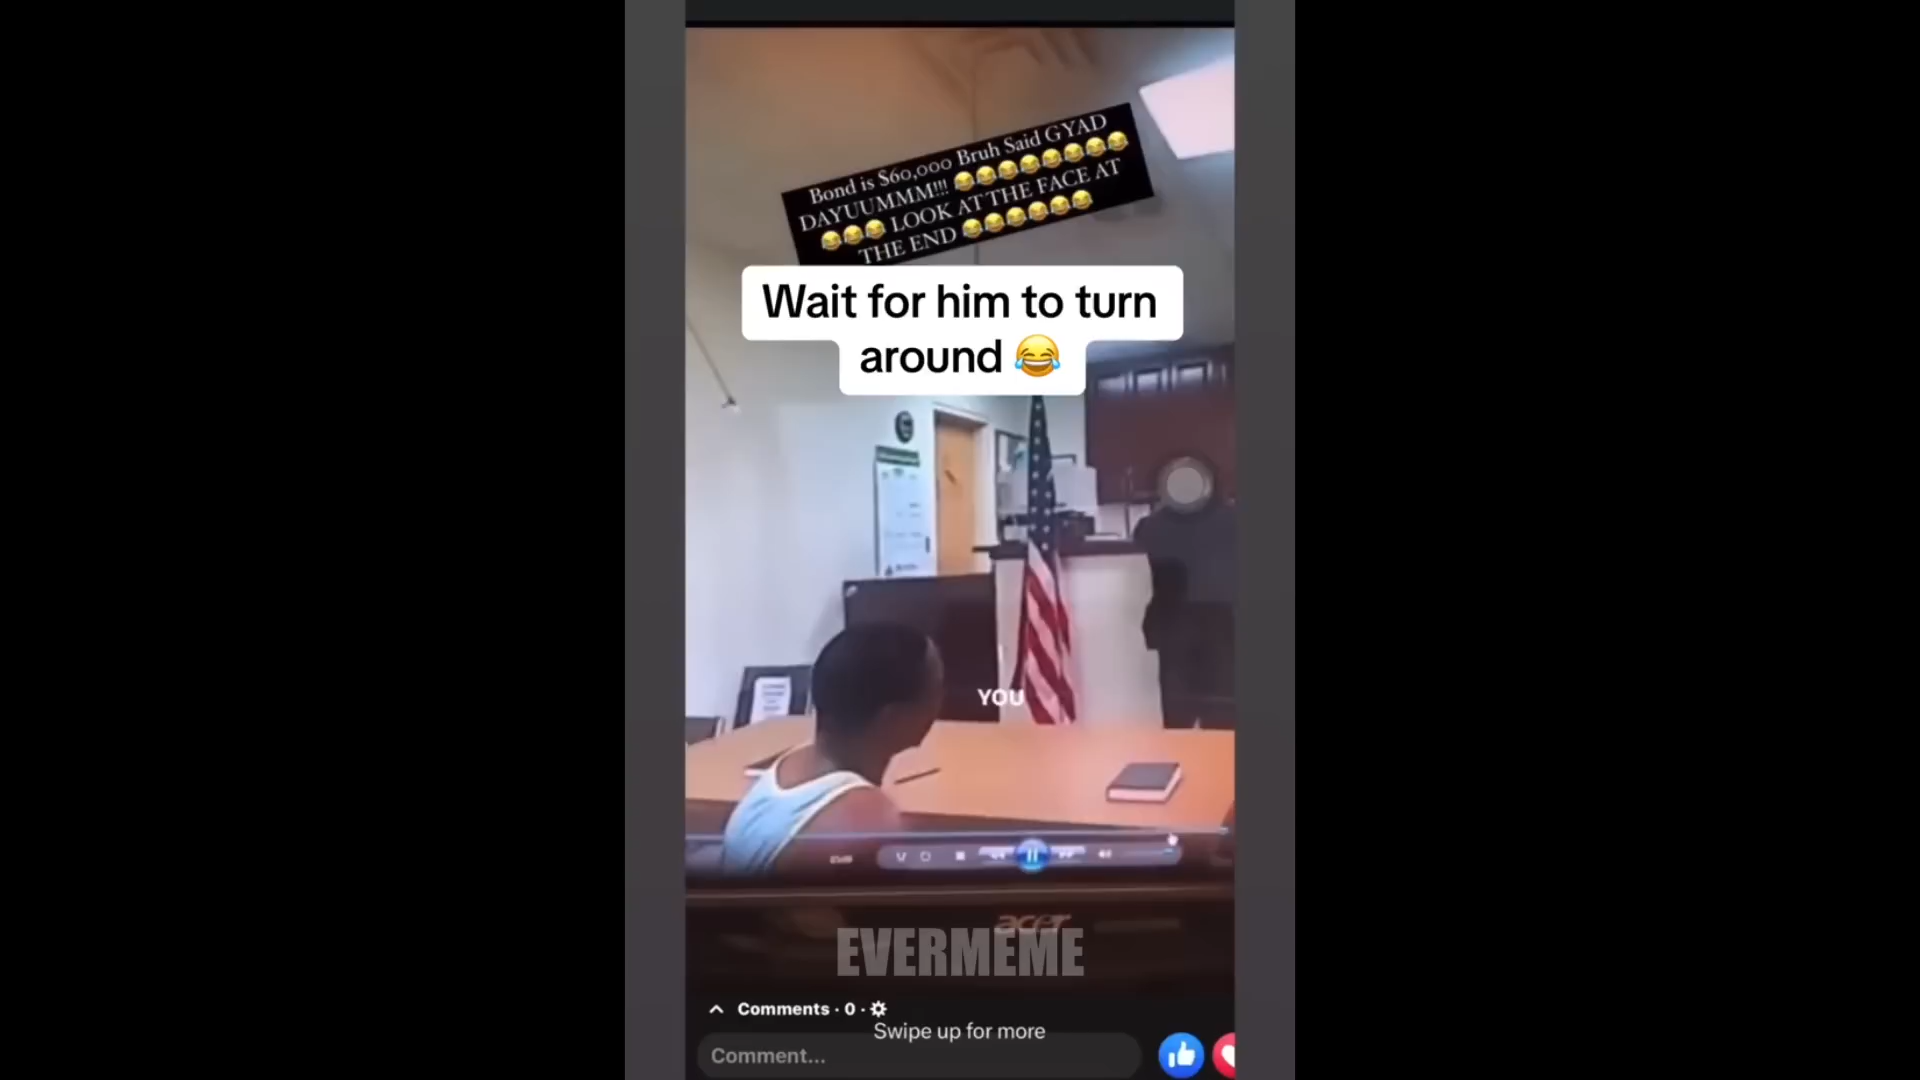 Bond is $60,000 Bruh Said GYAD
DAYUUMMM!!! 😂😂😂😂😂😂😂😂
😂😂😂 LOOK AT THE FACE AT
THE END 😂😂😂😂😂😂
Wait for him to turn
around 😂
YOU
acer
EVERMEME
Comments · 0 ·
Swipe up for more
Comment...